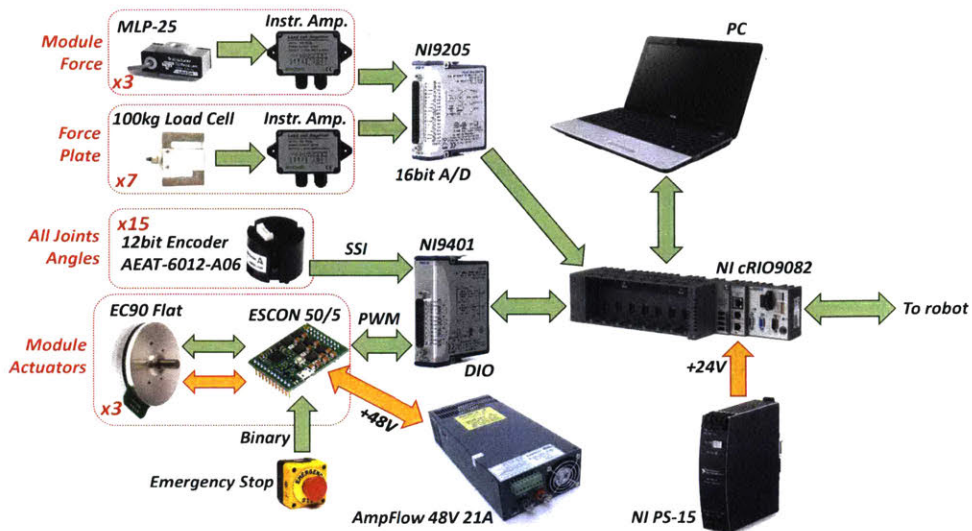 MLP-25
Instr. Amp.
Module
Force
x3
NI9205
PC
100kg Load Cell
Instr. Amp.
Force
Plate
x7
16bit A/D
x15
12bit Encoder
AEAT-6012-A06
All Joints
Angles
SSI
NI9401
NI cRIO9082
To robot
EC90 Flat
ESCON 50/5
PWM
Module
Actuators
x3
DIO
+24V
+48V
Binary
Emergency Stop
AmpFlow 48V 21A
NI PS-15